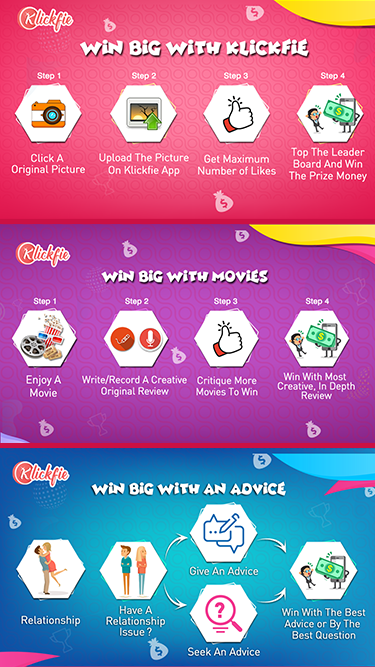 Klickfie
WIN BIG WITH KLICKFIE
Step 1
Step 2
Step 3
Step 4
Click A
Original Picture
Upload The Picture
On Klickfie App
Get Maximum
Number of Likes
Top The Leader
Board And Win
The Prize Money
Klickfie
WIN BIG WITH MOVIES
Step 1
Step 2
Step 3
Step 4
Enjoy A
Movie
Write/Record A Creative
Original Review
Critique More
Movies To Win
Win With Most
Creative, In Depth
Review
Klickfie
WIN BIG WITH AN ADVICE
Relationship
Have A
Relationship
Issue ?
Give An Advice
Seek An Advice
Win With The Best
Advice or By The
Best Question